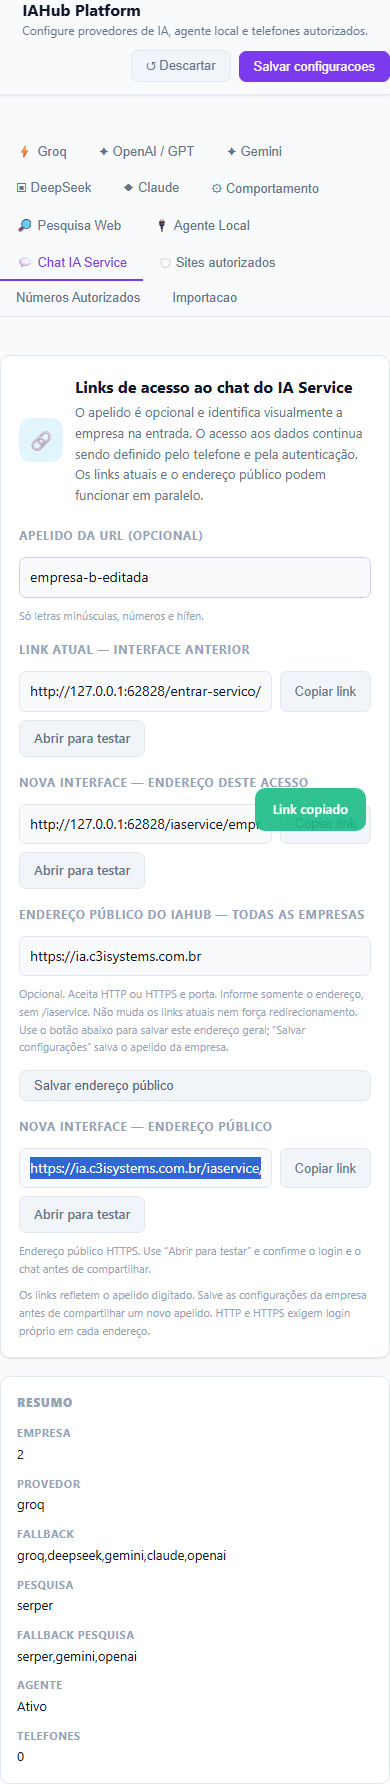 IAHub Platform
Configure provedores de IA, agente local e telefones autorizados.
↺ Descartar
Salvar configuracoes
Groq
OpenAI / GPT
Gemini
DeepSeek
Claude
Comportamento
Pesquisa Web
Agente Local
Chat IA Service
Sites autorizados
Números Autorizados
Importacao
Links de acesso ao chat do IA Service
O apelido é opcional e identifica visualmente a
empresa na entrada. O acesso aos dados continua
sendo definido pelo telefone e pela autenticação.
Os links atuais e o endereço público podem
funcionar em paralelo.
APELIDO DA URL (OPCIONAL)
empresa-b-editada
Só letras minúsculas, números e hífen.
LINK ATUAL — INTERFACE ANTERIOR
http://127.0.0.1:62828/entrar-servico/
Copiar link
Abrir para testar
NOVA INTERFACE — ENDEREÇO DESTE ACESSO
Link copiado
http://127.0.0.1:62828/iaservice/empr
Copiar link
Abrir para testar
ENDEREÇO PÚBLICO DO IAHUB — TODAS AS EMPRESAS
https://ia.c3isystems.com.br
Opcional. Aceita HTTP ou HTTPS e porta. Informe somente o endereço,
sem /iaservice. Não muda os links atuais nem força redirecionamento.
Use o botão abaixo para salvar este endereço geral; “Salvar
configurações” salva o apelido da empresa.
Salvar endereço público
NOVA INTERFACE — ENDEREÇO PÚBLICO
https://ia.c3isystems.com.br/iaservice/
Copiar link
Abrir para testar
Endereço público HTTPS. Use “Abrir para testar” e confirme o login e o
chat antes de compartilhar.
Os links refletem o apelido digitado. Salve as configurações da empresa
antes de compartilhar um novo apelido. HTTP e HTTPS exigem login
próprio em cada endereço.
RESUMO
EMPRESA
2
PROVEDOR
groq
FALLBACK
groq,deepseek,gemini,claude,openai
PESQUISA
serper
FALLBACK PESQUISA
serper,gemini,openai
AGENTE
Ativo
TELEFONES
0